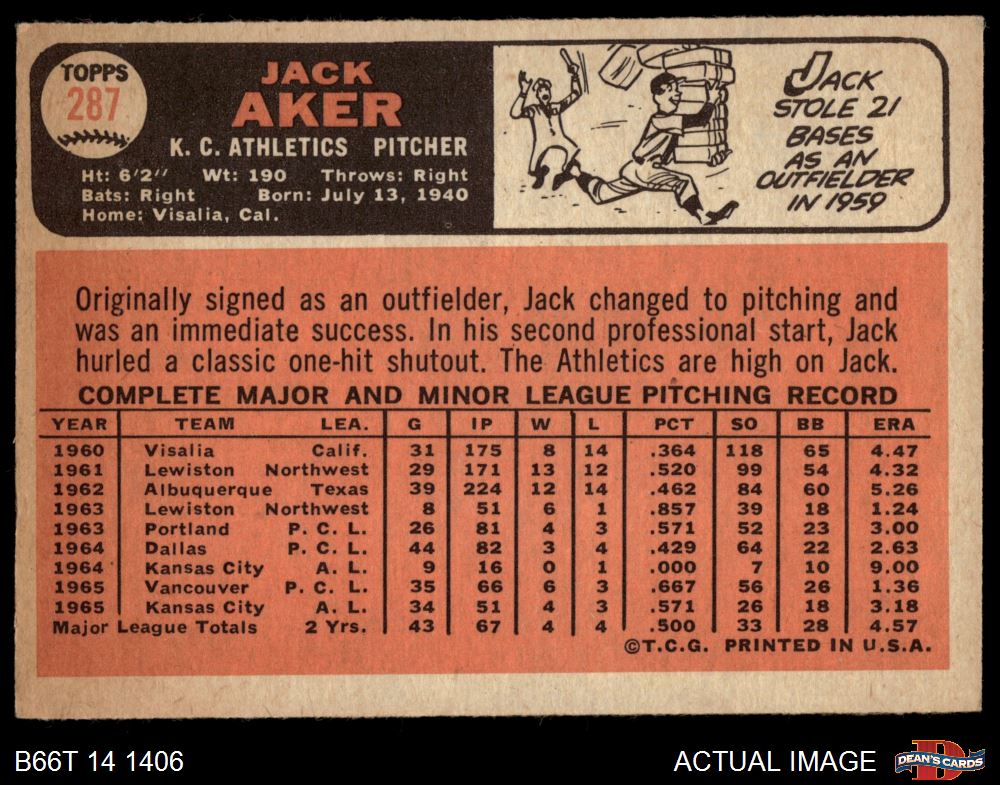 TOPPS
287
JACK
AKER
K. C. ATHLETICS PITCHER
Ht: 6'2" Wt: 190 Throws: Right
Bats: Right Born: July 13, 1940
Home: Visalia, Cal.
JACK
STOLE 21
BASES
AS AN
OUTFIELDER
IN 1959
Originally signed as an outfielder, Jack changed to pitching and
was an immediate success. In his second professional start, Jack
hurled a classic one-hit shutout. The Athletics are high on Jack.
COMPLETE MAJOR AND MINOR LEAGUE PITCHING RECORD
YEAR TEAM LEA. G IP W L PCT SO BB ERA
1960 Visalia Calif. 31 175 8 14 .364 118 65 4.47
1961 Lewiston Northwest 29 171 13 12 .520 99 54 4.32
1962 Albuquerque Texas 39 224 12 14 .462 84 60 5.26
1963 Lewiston Northwest 8 51 6 1 .857 39 18 1.24
1963 Portland P. C. L. 26 81 4 3 .571 52 23 3.00
1964 Dallas P. C. L. 44 82 3 4 .429 64 22 2.63
1964 Kansas City A. L. 9 16 0 1 .000 7 10 9.00
1965 Vancouver P. C. L. 35 66 6 3 .667 56 26 1.36
1965 Kansas City A. L. 34 51 4 3 .571 26 18 3.18
Major League Totals 2 Yrs. 43 67 4 4 .500 33 28 4.57
©T.C.G. PRINTED IN U.S.A.
B66T 14 1406
ACTUAL IMAGE
D
DEAN'S CARDS